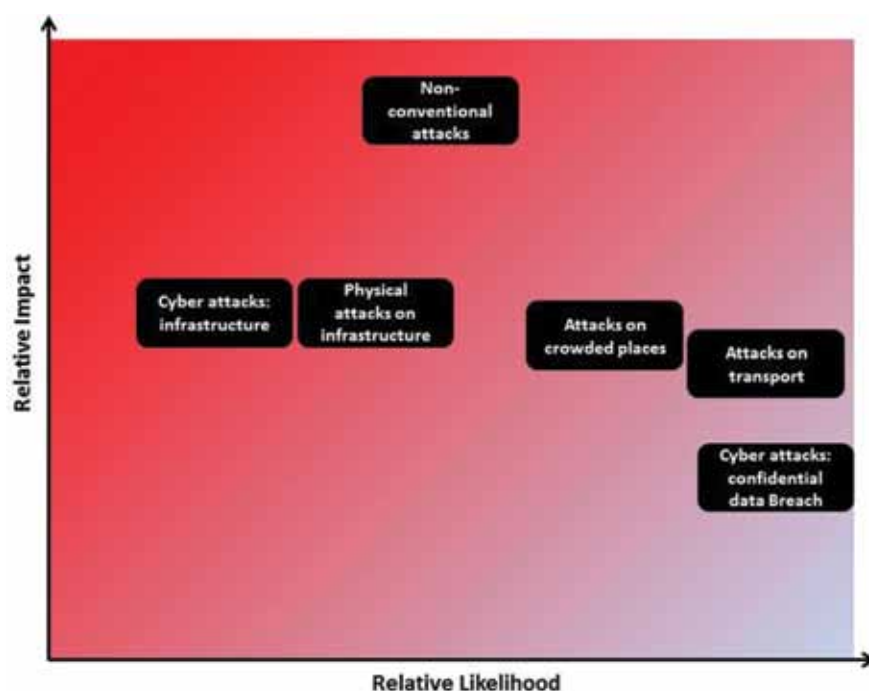 Non-
conventional
attacks
Cyber attacks:
infrastructure
Physical
attacks on
infrastructure
Attacks on
crowded places
Attacks on
transport
Cyber attacks:
confidential
data Breach
Relative Impact
Relative Likelihood